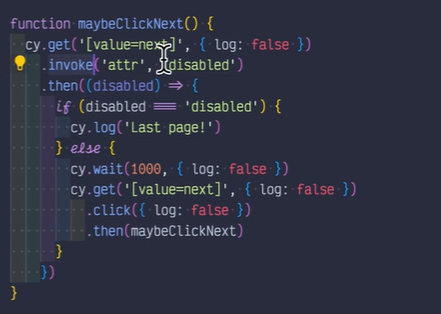 function maybeClickNext() {
cy.get('[value=next]', { log: false })
.invoke('attr', 'disabled')
.then((disabled) => {
if (disabled === 'disabled') {
cy.log('Last page!')
} else {
cy.wait(1000, { log: false })
cy.get('[value=next]', { log: false })
.click({ log: false })
.then(maybeClickNext)
}
})
}